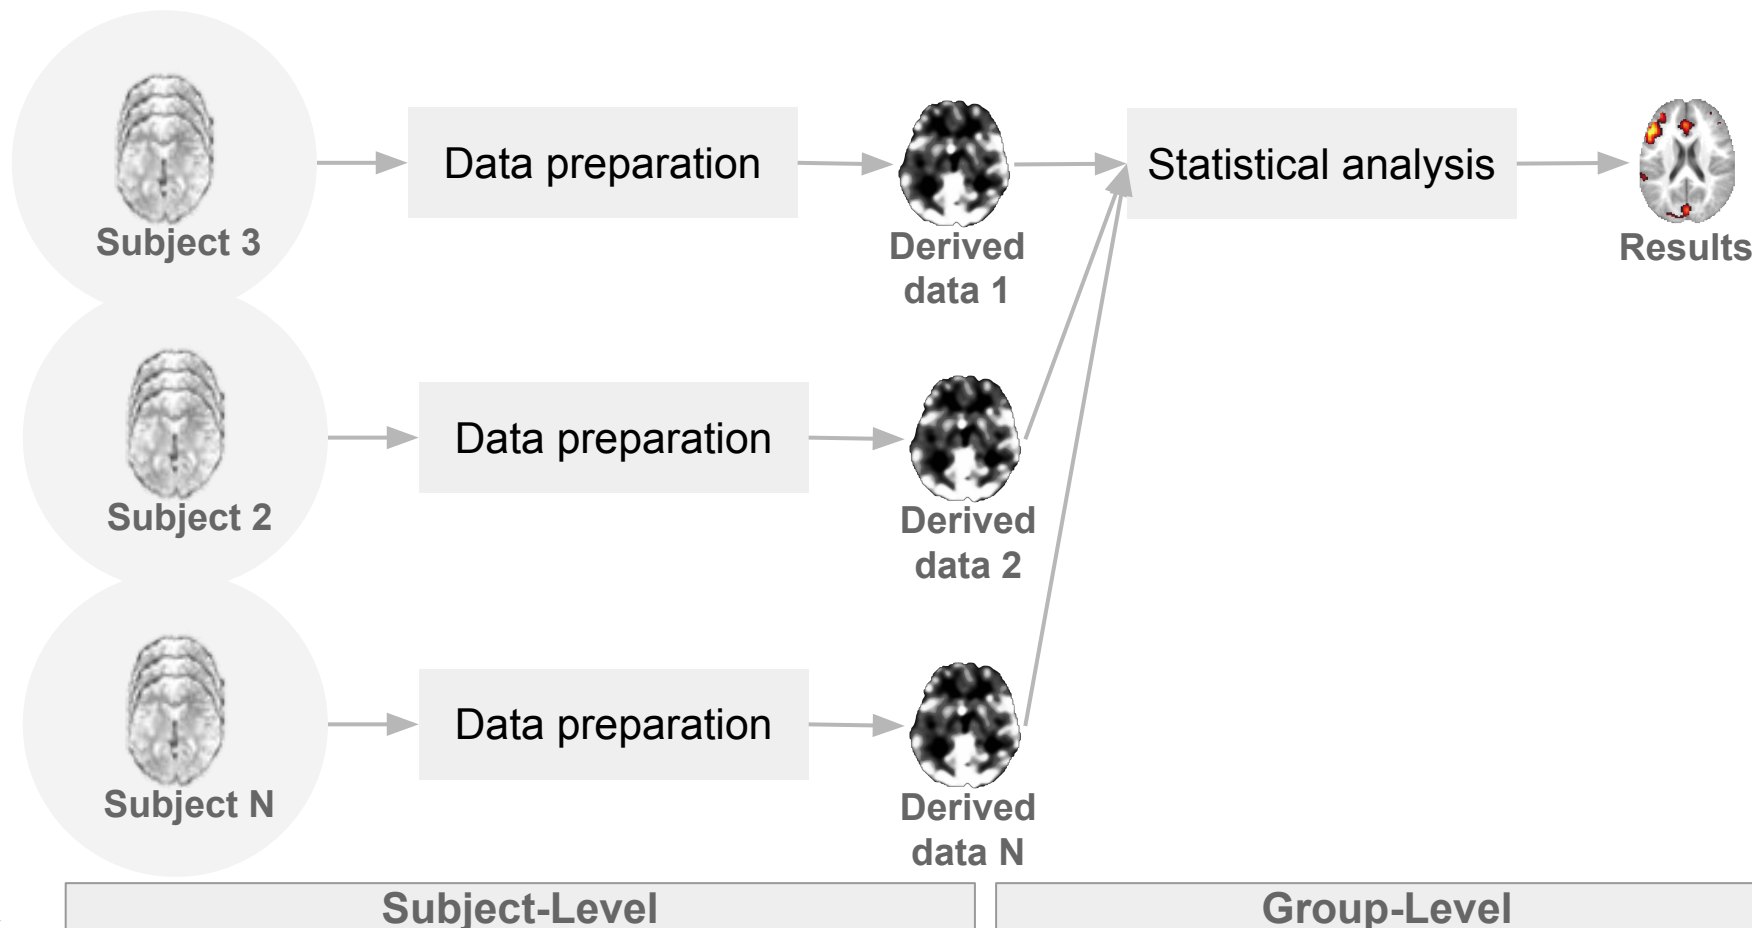 Data preparation
Statistical analysis
Subject 3
Derived
data 1
Results
Data preparation
Subject 2
Derived
data 2
Data preparation
Subject N
Derived
data N
Subject-Level
Group-Level